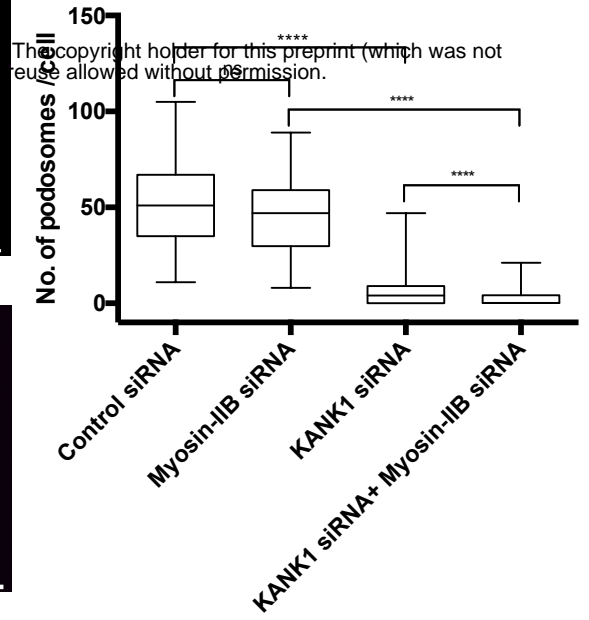 150
The copyright holder for this preprint (which was not
reuse allowed without permission.
****
ns
****
100
****
50
0
No. of podosomes / cell
Control siRNA
Myosin-IIB siRNA
KANK1 siRNA
KANK1 siRNA+ Myosin-IIB siRNA